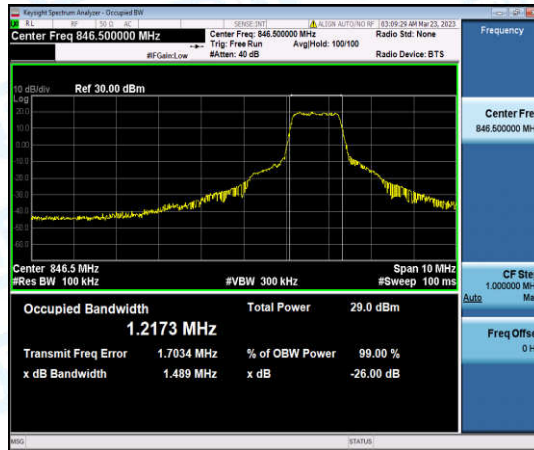 Keysight Spectrum Analyzer - Occupied BW
RL RF 50 Ω AC SENSE:INT ALIGN AUTO/NO RF 03:09:29 AM Mar 23, 2023
Center Freq 846.500000 MHz
Center Freq: 846.500000 MHz Radio Std: None
Trig: Free Run Avg|Hold: 100/100
#IFGain:Low #Atten: 40 dB Radio Device: BTS
Frequency
10 dB/div Ref 30.00 dBm
Log
20.0
10.0
0.00
-10.0
-20.0
-30.0
-40.0
-50.0
-60.0
Center 846.5 MHz Span 10 MHz
#Res BW 100 kHz #VBW 300 kHz #Sweep 100 ms
Center Fre
846.500000 MH
CF Ste
1.000000 MH
Auto Ma
Freq Offse
0 H
Occupied Bandwidth Total Power 29.0 dBm
1.2173 MHz
Transmit Freq Error 1.7034 MHz % of OBW Power 99.00 %
x dB Bandwidth 1.489 MHz x dB -26.00 dB
MSG STATUS